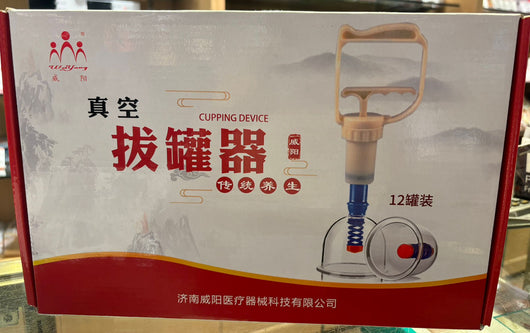 WeiYang
威阳
真空
CUPPING DEVICE
拔罐器
威阳
传统养生
12罐装
济南威阳医疗器械科技有限公司